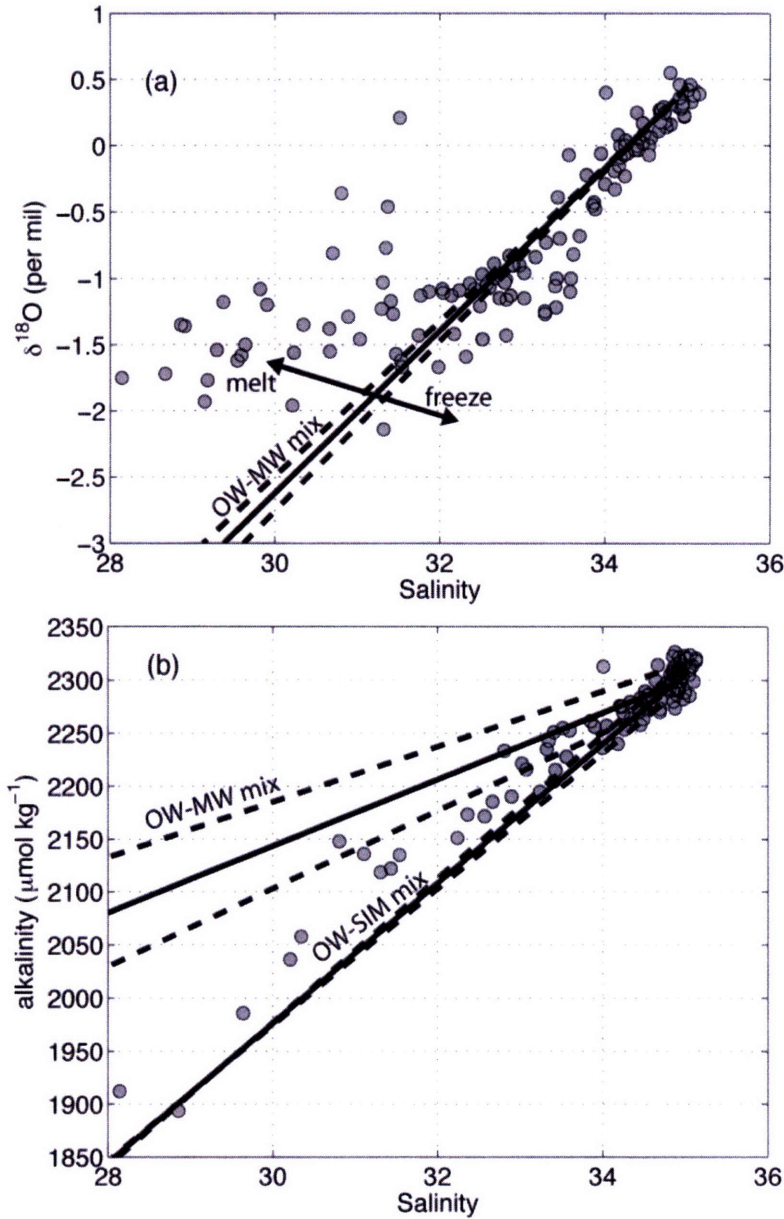 1
0.5
0
−0.5
−1
−1.5
−2
−2.5
−3
δ¹⁸O (per mil)
(a)
melt
freeze
OW-MW mix
28
30
32
34
36
Salinity
2350
2300
2250
2200
2150
2100
2050
2000
1950
1900
1850
alkalinity (μmol kg⁻¹)
(b)
OW-MW mix
OW-SIM mix
28
30
32
34
36
Salinity